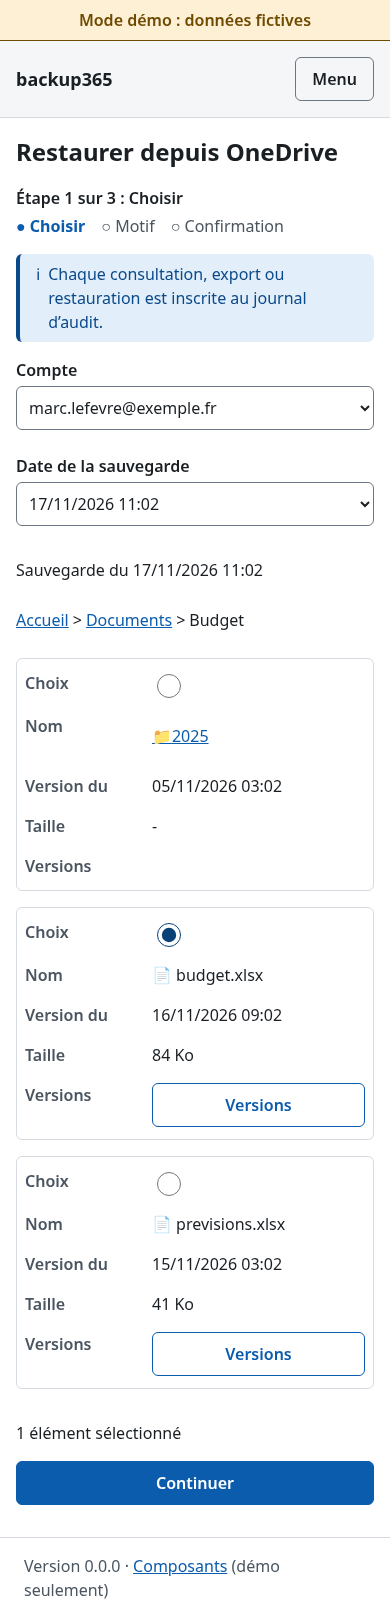 Mode démo : données fictives
backup365
Menu
Restaurer depuis OneDrive
Étape 1 sur 3 : Choisir
● Choisir ○ Motif ○ Confirmation
i Chaque consultation, export ou
restauration est inscrite au journal
d’audit.
Compte
marc.lefevre@exemple.fr
Date de la sauvegarde
17/11/2026 11:02
Sauvegarde du 17/11/2026 11:02
Accueil > Documents > Budget
Choix
Nom 📁2025
Version du 05/11/2026 03:02
Taille -
Versions
Choix
Nom 📄 budget.xlsx
Version du 16/11/2026 09:02
Taille 84 Ko
Versions Versions
Choix
Nom 📄 previsions.xlsx
Version du 15/11/2026 03:02
Taille 41 Ko
Versions Versions
1 élément sélectionné
Continuer
Version 0.0.0 · Composants (démo
seulement)